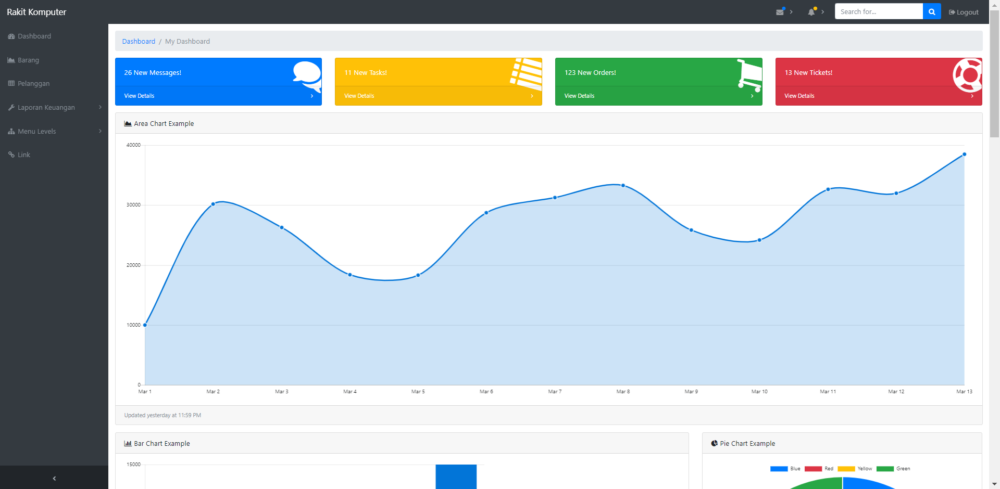 Rakit Komputer
Search for...
Logout
Dashboard
Barang
Pelanggan
Laporan Keuangan
Menu Levels
Link
Dashboard / My Dashboard
26 New Messages!
View Details
11 New Tasks!
View Details
123 New Orders!
View Details
13 New Tickets!
View Details
Area Chart Example
40000
30000
20000
10000
0
Mar 1 Mar 2 Mar 3 Mar 4 Mar 5 Mar 6 Mar 7 Mar 8 Mar 9 Mar 10 Mar 11 Mar 12 Mar 13
Updated yesterday at 11:59 PM
Bar Chart Example
15000
Pie Chart Example
Blue Red Yellow Green